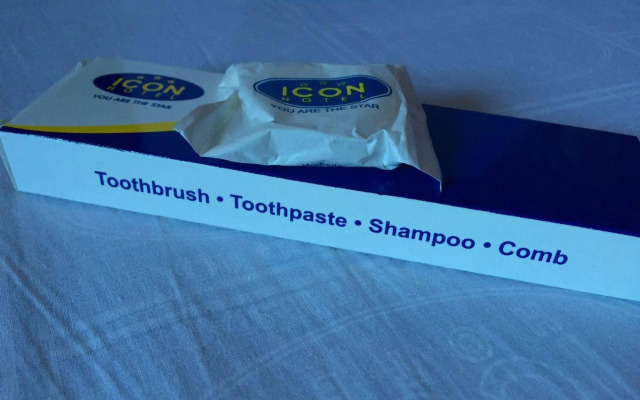 ICON
HOTEL
YOU ARE THE STAR
ICON
HOTEL
YOU ARE THE STAR
Toothbrush • Toothpaste • Shampoo • Comb